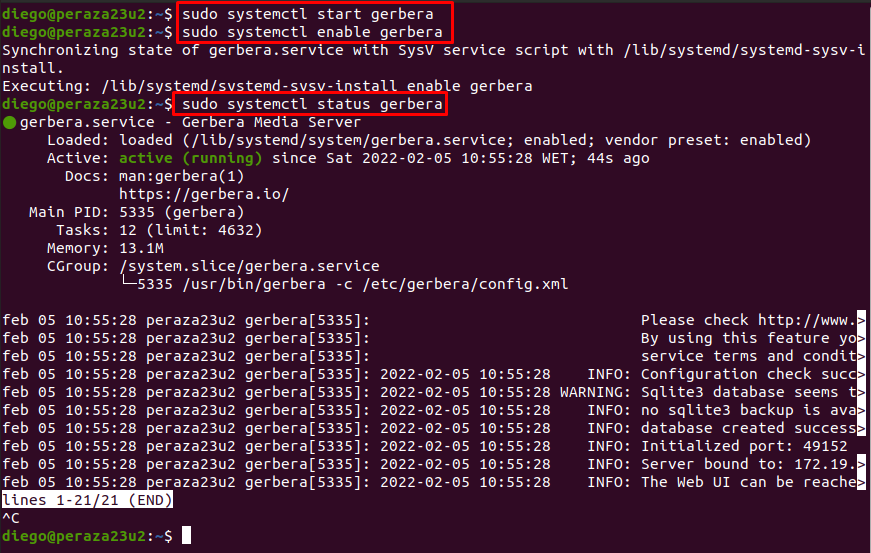 diego@peraza23u2:~$ sudo systemctl start gerbera
diego@peraza23u2:~$ sudo systemctl enable gerbera
Synchronizing state of gerbera.service with SysV service script with /lib/systemd/systemd-sysv-i
nstall.
Executing: /lib/systemd/systemd-sysv-install enable gerbera
diego@peraza23u2:~$ sudo systemctl status gerbera
● gerbera.service - Gerbera Media Server
     Loaded: loaded (/lib/systemd/system/gerbera.service; enabled; vendor preset: enabled)
     Active: active (running) since Sat 2022-02-05 10:55:28 WET; 44s ago
       Docs: man:gerbera(1)
             https://gerbera.io/
   Main PID: 5335 (gerbera)
      Tasks: 12 (limit: 4632)
     Memory: 13.1M
     CGroup: /system.slice/gerbera.service
             └─5335 /usr/bin/gerbera -c /etc/gerbera/config.xml
feb 05 10:55:28 peraza23u2 gerbera[5335]:                              Please check http://www.>
feb 05 10:55:28 peraza23u2 gerbera[5335]:                              By using this feature yo>
feb 05 10:55:28 peraza23u2 gerbera[5335]:                              service terms and condit>
feb 05 10:55:28 peraza23u2 gerbera[5335]: 2022-02-05 10:55:28    INFO: Configuration check succ>
feb 05 10:55:28 peraza23u2 gerbera[5335]: 2022-02-05 10:55:28 WARNING: Sqlite3 database seems t>
feb 05 10:55:28 peraza23u2 gerbera[5335]: 2022-02-05 10:55:28    INFO: no sqlite3 backup is ava>
feb 05 10:55:28 peraza23u2 gerbera[5335]: 2022-02-05 10:55:28    INFO: database created success>
feb 05 10:55:28 peraza23u2 gerbera[5335]: 2022-02-05 10:55:28    INFO: Initialized port: 49152
feb 05 10:55:28 peraza23u2 gerbera[5335]: 2022-02-05 10:55:28    INFO: Server bound to: 172.19.>
feb 05 10:55:28 peraza23u2 gerbera[5335]: 2022-02-05 10:55:28    INFO: The Web UI can be reache>
lines 1-21/21 (END)
^C
diego@peraza23u2:~$